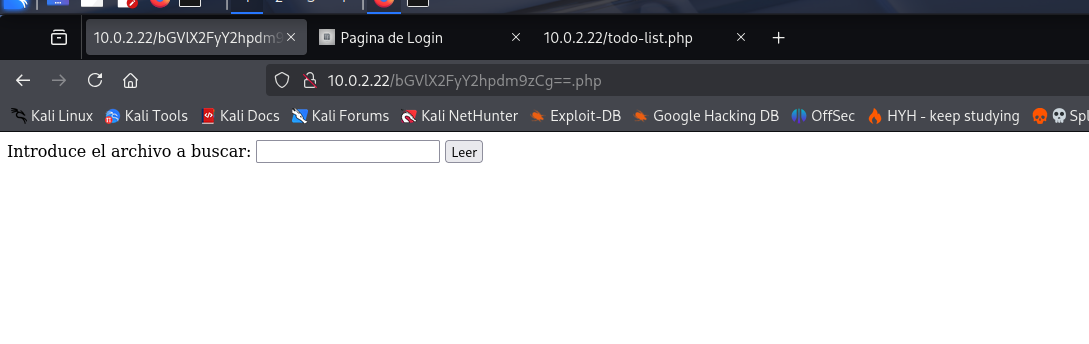 10.0.2.22/bGVlX2FyY2hpdm9 Pagina de Login 10.0.2.22/todo-list.php
10.0.2.22/bGVlX2FyY2hpdm9zCg==.php
Kali Linux Kali Tools Kali Docs Kali Forums Kali NetHunter Exploit-DB Google Hacking DB OffSec HYH - keep studying Spl
Introduce el archivo a buscar: Leer